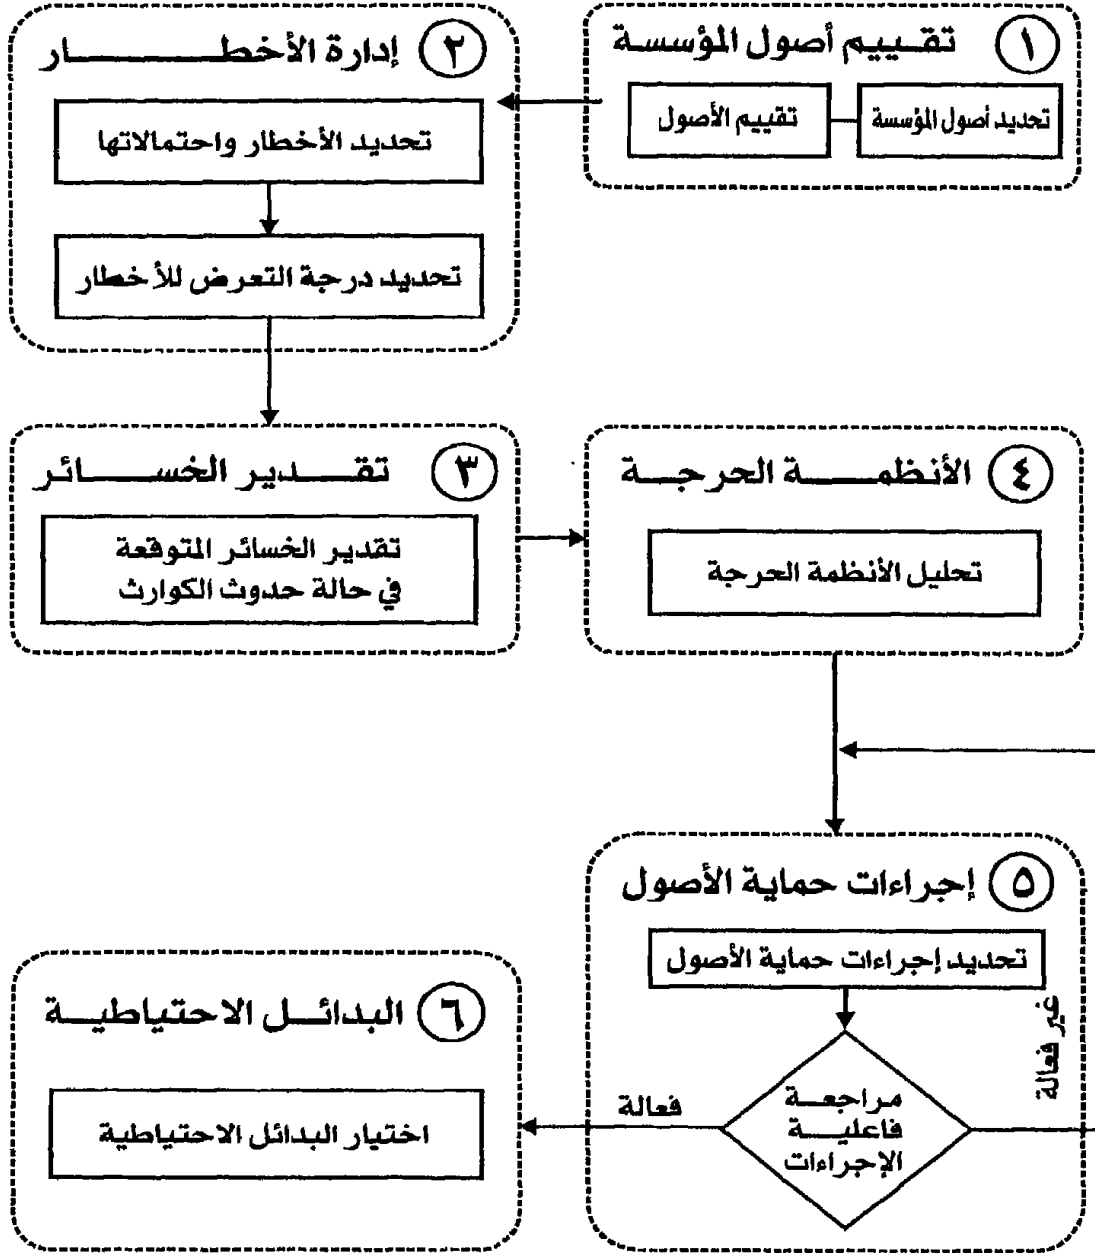 ١ تقييم أصول المؤسسة
تحديد أصول المؤسسة
تقييم الأصول
٢ إدارة الأخطار
تحديد الأخطار واحتمالاتها
تحديد درجة التعرض للأخطار
٣ تقدير الخسائر
تقدير الخسائر المتوقعة
في حالة حدوث الكوارث
٤ الأنظمة الحرجة
تحليل الأنظمة الحرجة
٥ إجراءات حماية الأصول
تحديد إجراءات حماية الأصول
مراجعة
فاعلية
الإجراءات
غير فعالة
فعالة
٦ البدائل الاحتياطية
اختيار البدائل الاحتياطية